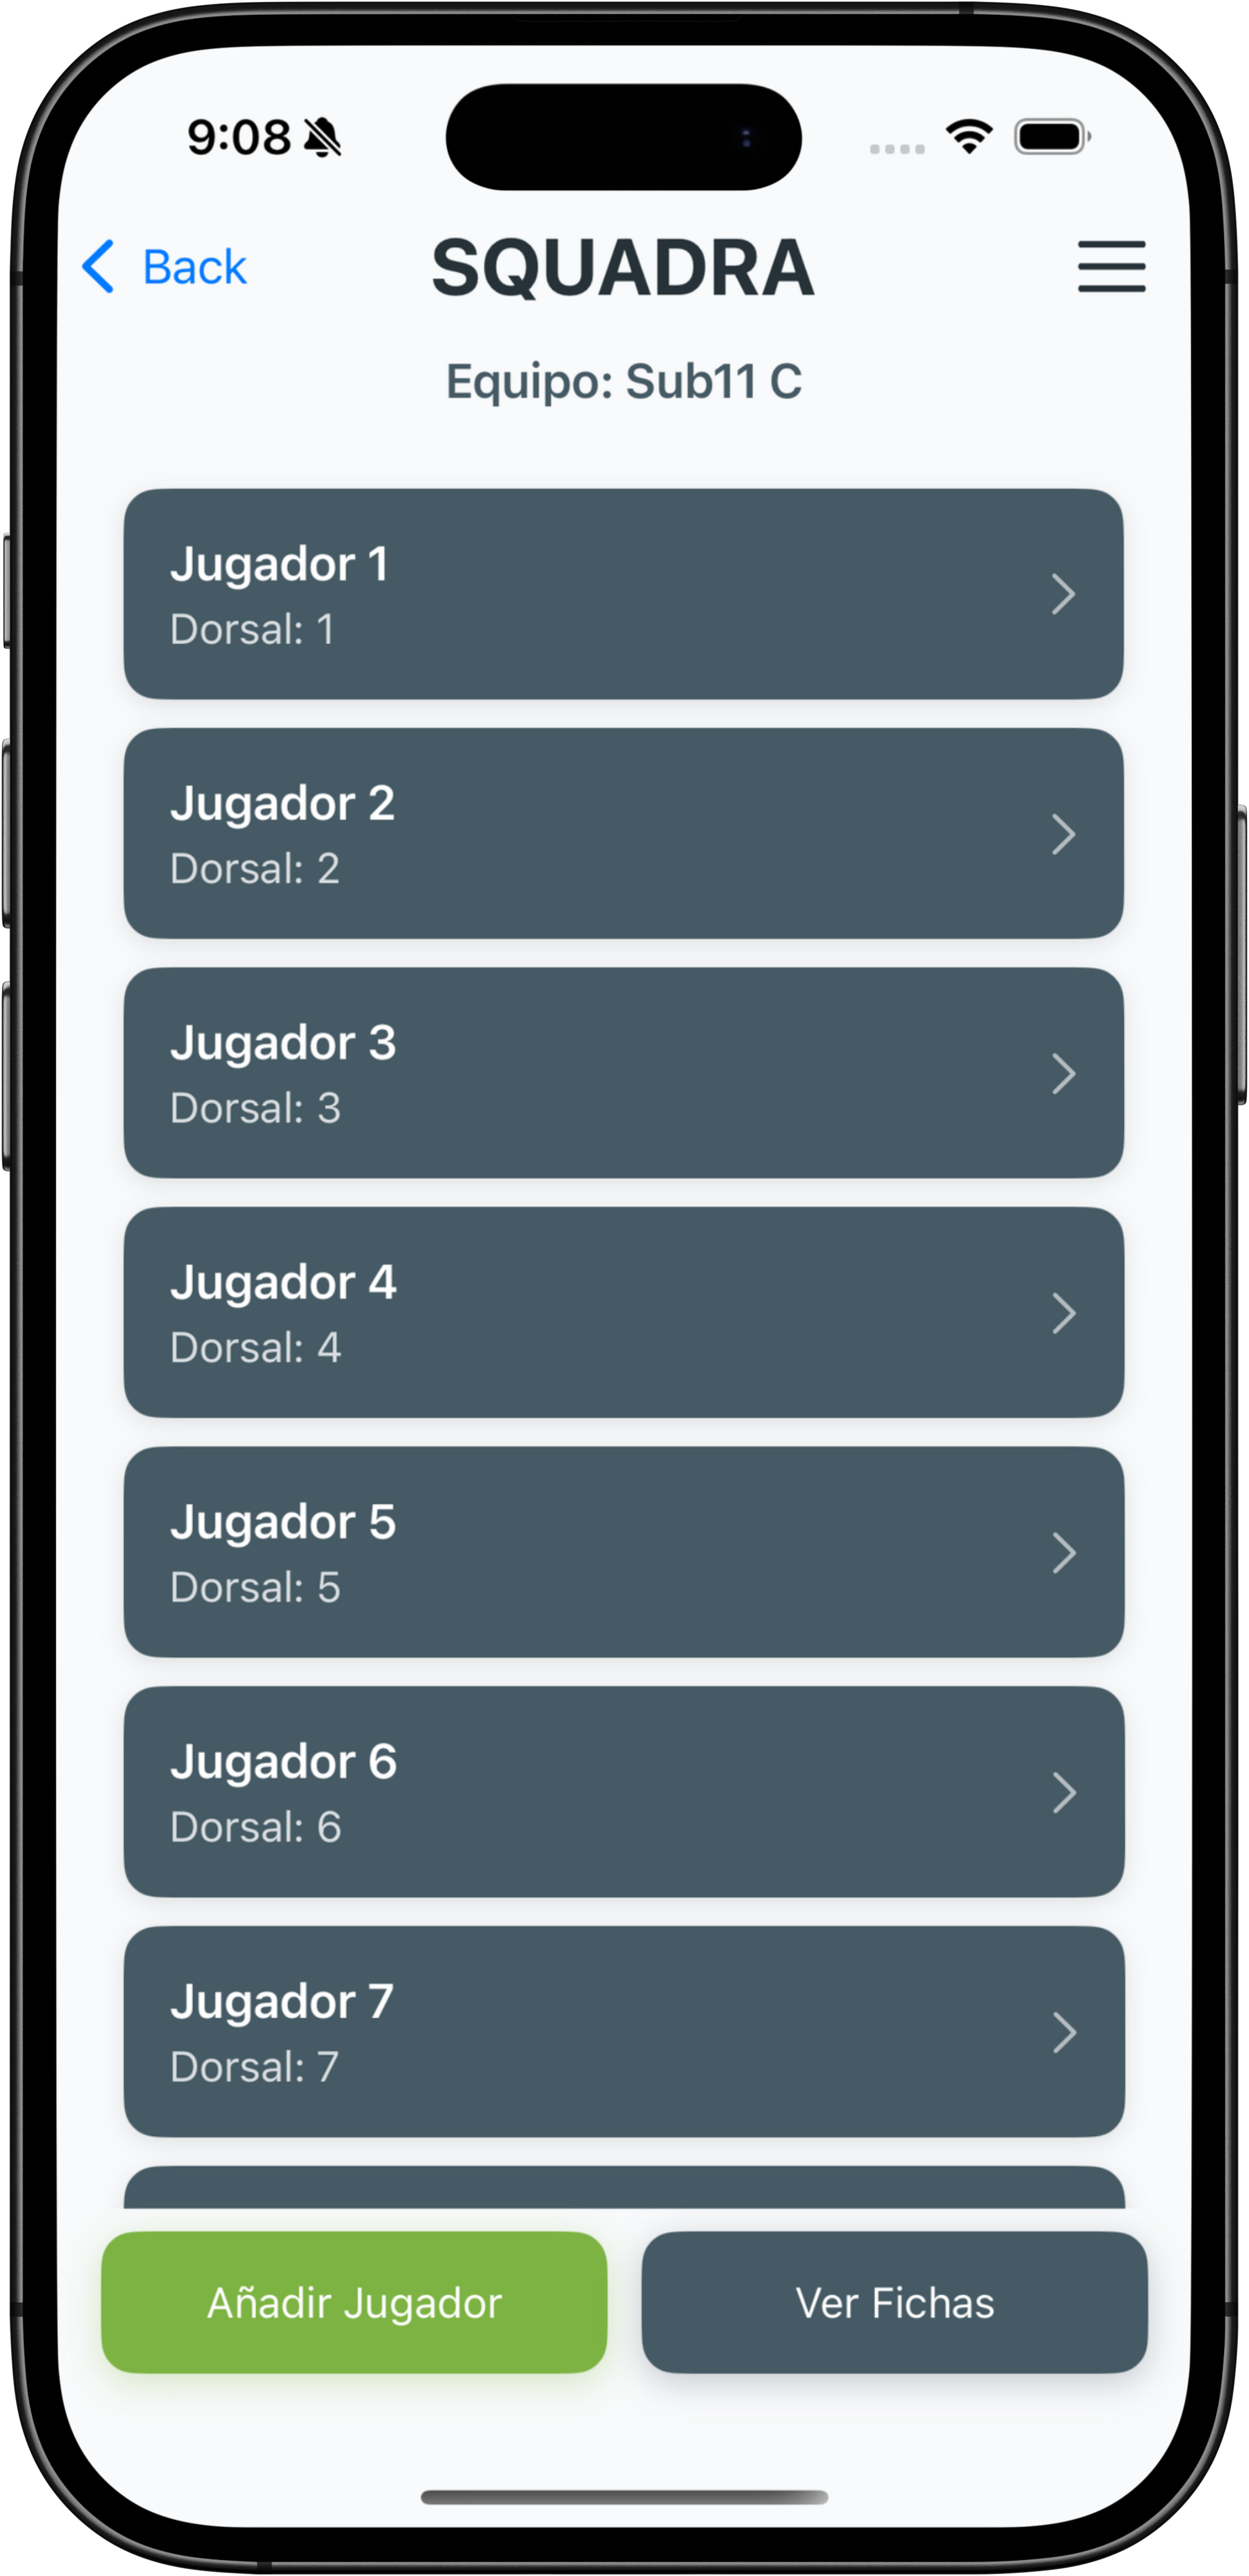 9:08
Back
SQUADRA
Equipo: Sub11 C
Jugador 1
Dorsal: 1
Jugador 2
Dorsal: 2
Jugador 3
Dorsal: 3
Jugador 4
Dorsal: 4
Jugador 5
Dorsal: 5
Jugador 6
Dorsal: 6
Jugador 7
Dorsal: 7
Añadir Jugador
Ver Fichas